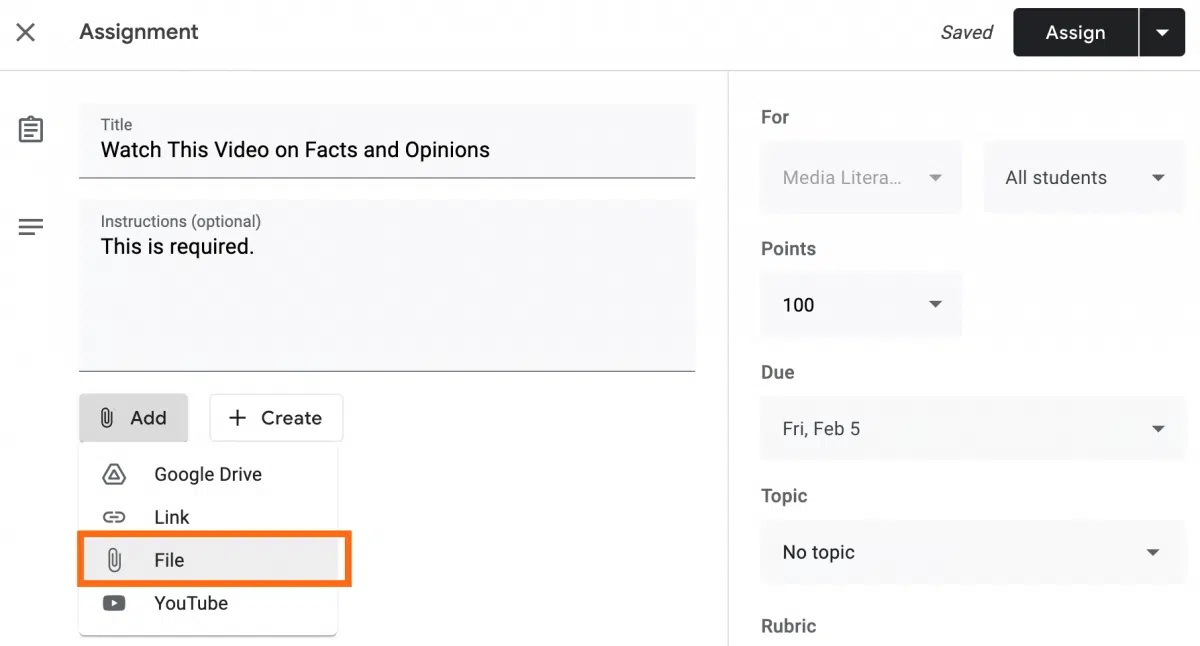 Assignment
Saved
Assign
Title
Watch This Video on Facts and Opinions
Instructions (optional)
This is required.
Add
Create
Google Drive
Link
File
YouTube
For
Media Litera...
All students
Points
100
Due
Fri, Feb 5
Topic
No topic
Rubric